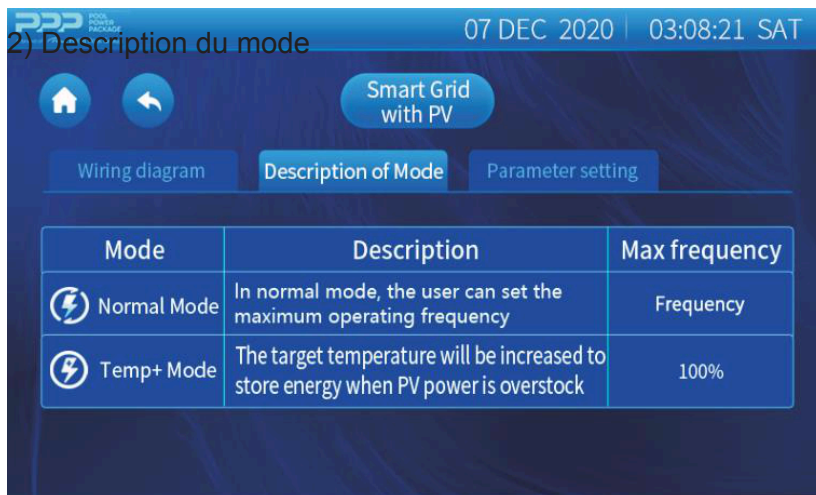 PPP POOL POWER PACKAGE
07 DEC 2020 03:08:21 SAT
2) Description du mode
Smart Grid
with PV
Wiring diagram
Description of Mode
Parameter setting
Mode Description Max frequency
Normal Mode
In normal mode, the user can set the
maximum operating frequency
Frequency
Temp+ Mode
The target temperature will be increased to
store energy when PV power is overstock
100%